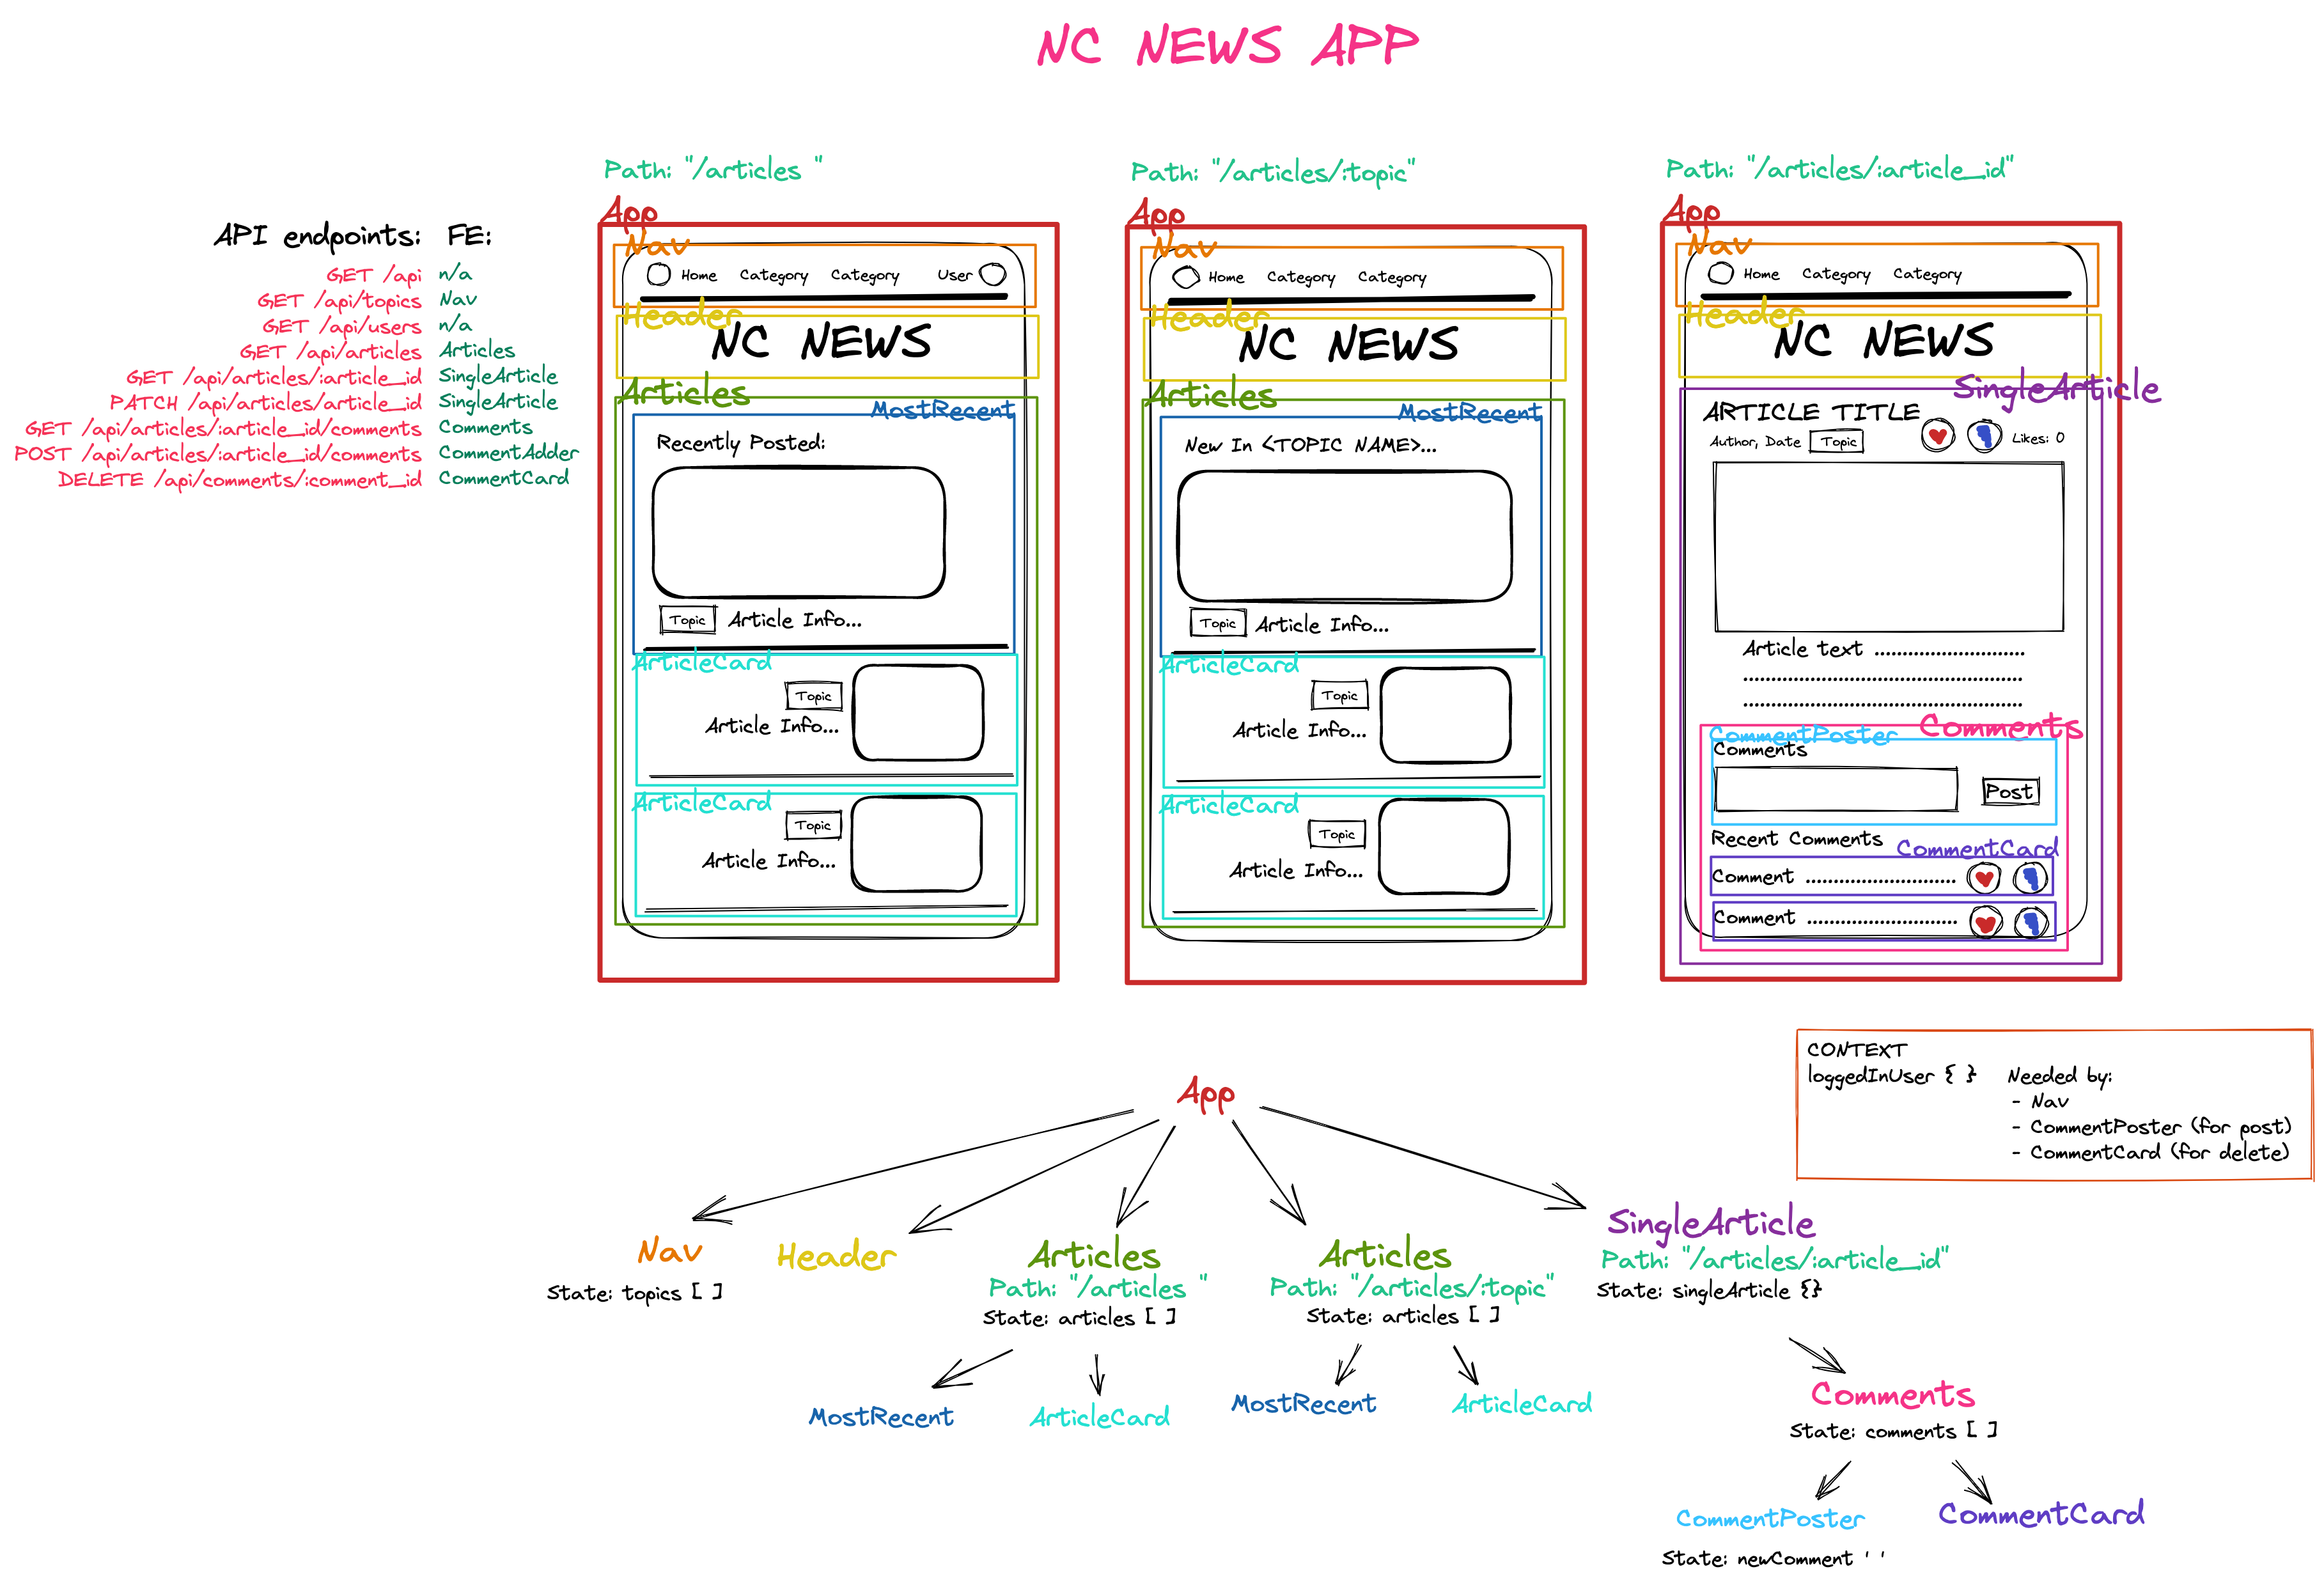 NC NEWS APP
API endpoints: FE:
GET /api n/a
GET /api/topics Nav
GET /api/users n/a
GET /api/articles Articles
GET /api/articles/:article_id SingleArticle
PATCH /api/articles/article_id SingleArticle
GET /api/articles/:article_id/comments Comments
POST /api/articles/:article_id/comments CommentAdder
DELETE /api/comments/:comment_id CommentCard
Path: "/articles "
App
Nav
Home Category Category User
Header
NC NEWS
Articles
MostRecent
Recently Posted:
Topic Article Info...
ArticleCard
Topic
Article Info...
ArticleCard
Topic
Article Info...
Path: "/articles/:topic"
App
Nav
Home Category Category
Header
NC NEWS
Articles
MostRecent
New In <TOPIC NAME>...
Topic Article Info...
ArticleCard
Topic
Article Info...
ArticleCard
Topic
Article Info...
Path: "/articles/:article_id"
App
Nav
Home Category Category
Header
NC NEWS
SingleArticle
ARTICLE TITLE
Author, Date Topic Likes: 0
Article text ...........................
..................................................
..................................................
Comments
CommentPoster
Comments
Post
Recent Comments
CommentCard
Comment ...........................
Comment ...........................
CONTEXT
loggedInUser { } Needed by:
- Nav
- CommentPoster (for post)
- CommentCard (for delete)
App
Nav
State: topics [ ]
Header
Articles
Path: "/articles "
State: articles [ ]
MostRecent
ArticleCard
Articles
Path: "/articles/:topic"
State: articles [ ]
MostRecent
ArticleCard
SingleArticle
Path: "/articles/:article_id"
State: singleArticle {}
Comments
State: comments [ ]
CommentPoster
State: newComment ' '
CommentCard